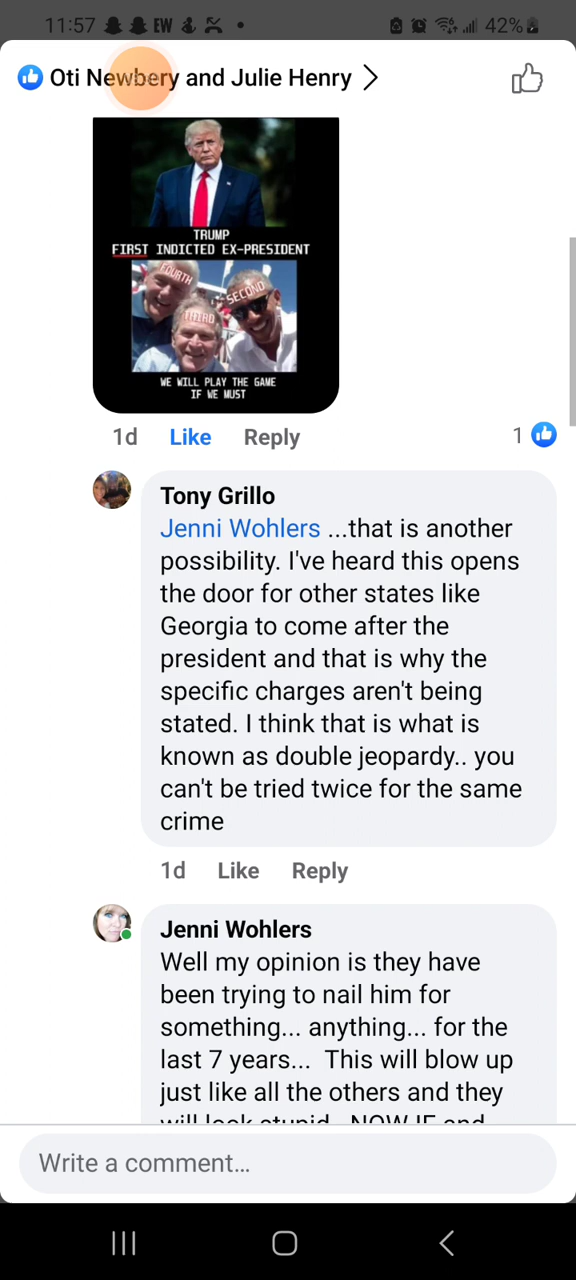 11:57 EW 42%
Oti Newbery and Julie Henry
TRUMP
FIRST INDICTED EX-PRESIDENT
FOURTH
SECOND
THIRD
WE WILL PLAY THE GAME
IF WE MUST
1d Like Reply 1
Tony Grillo
Jenni Wohlers ...that is another
possibility. I've heard this opens
the door for other states like
Georgia to come after the
president and that is why the
specific charges aren't being
stated. I think that is what is
known as double jeopardy.. you
can't be tried twice for the same
crime
1d Like Reply
Jenni Wohlers
Well my opinion is they have
been trying to nail him for
something... anything... for the
last 7 years... This will blow up
just like all the others and they
will look stupid.. NOW IF and
Write a comment...